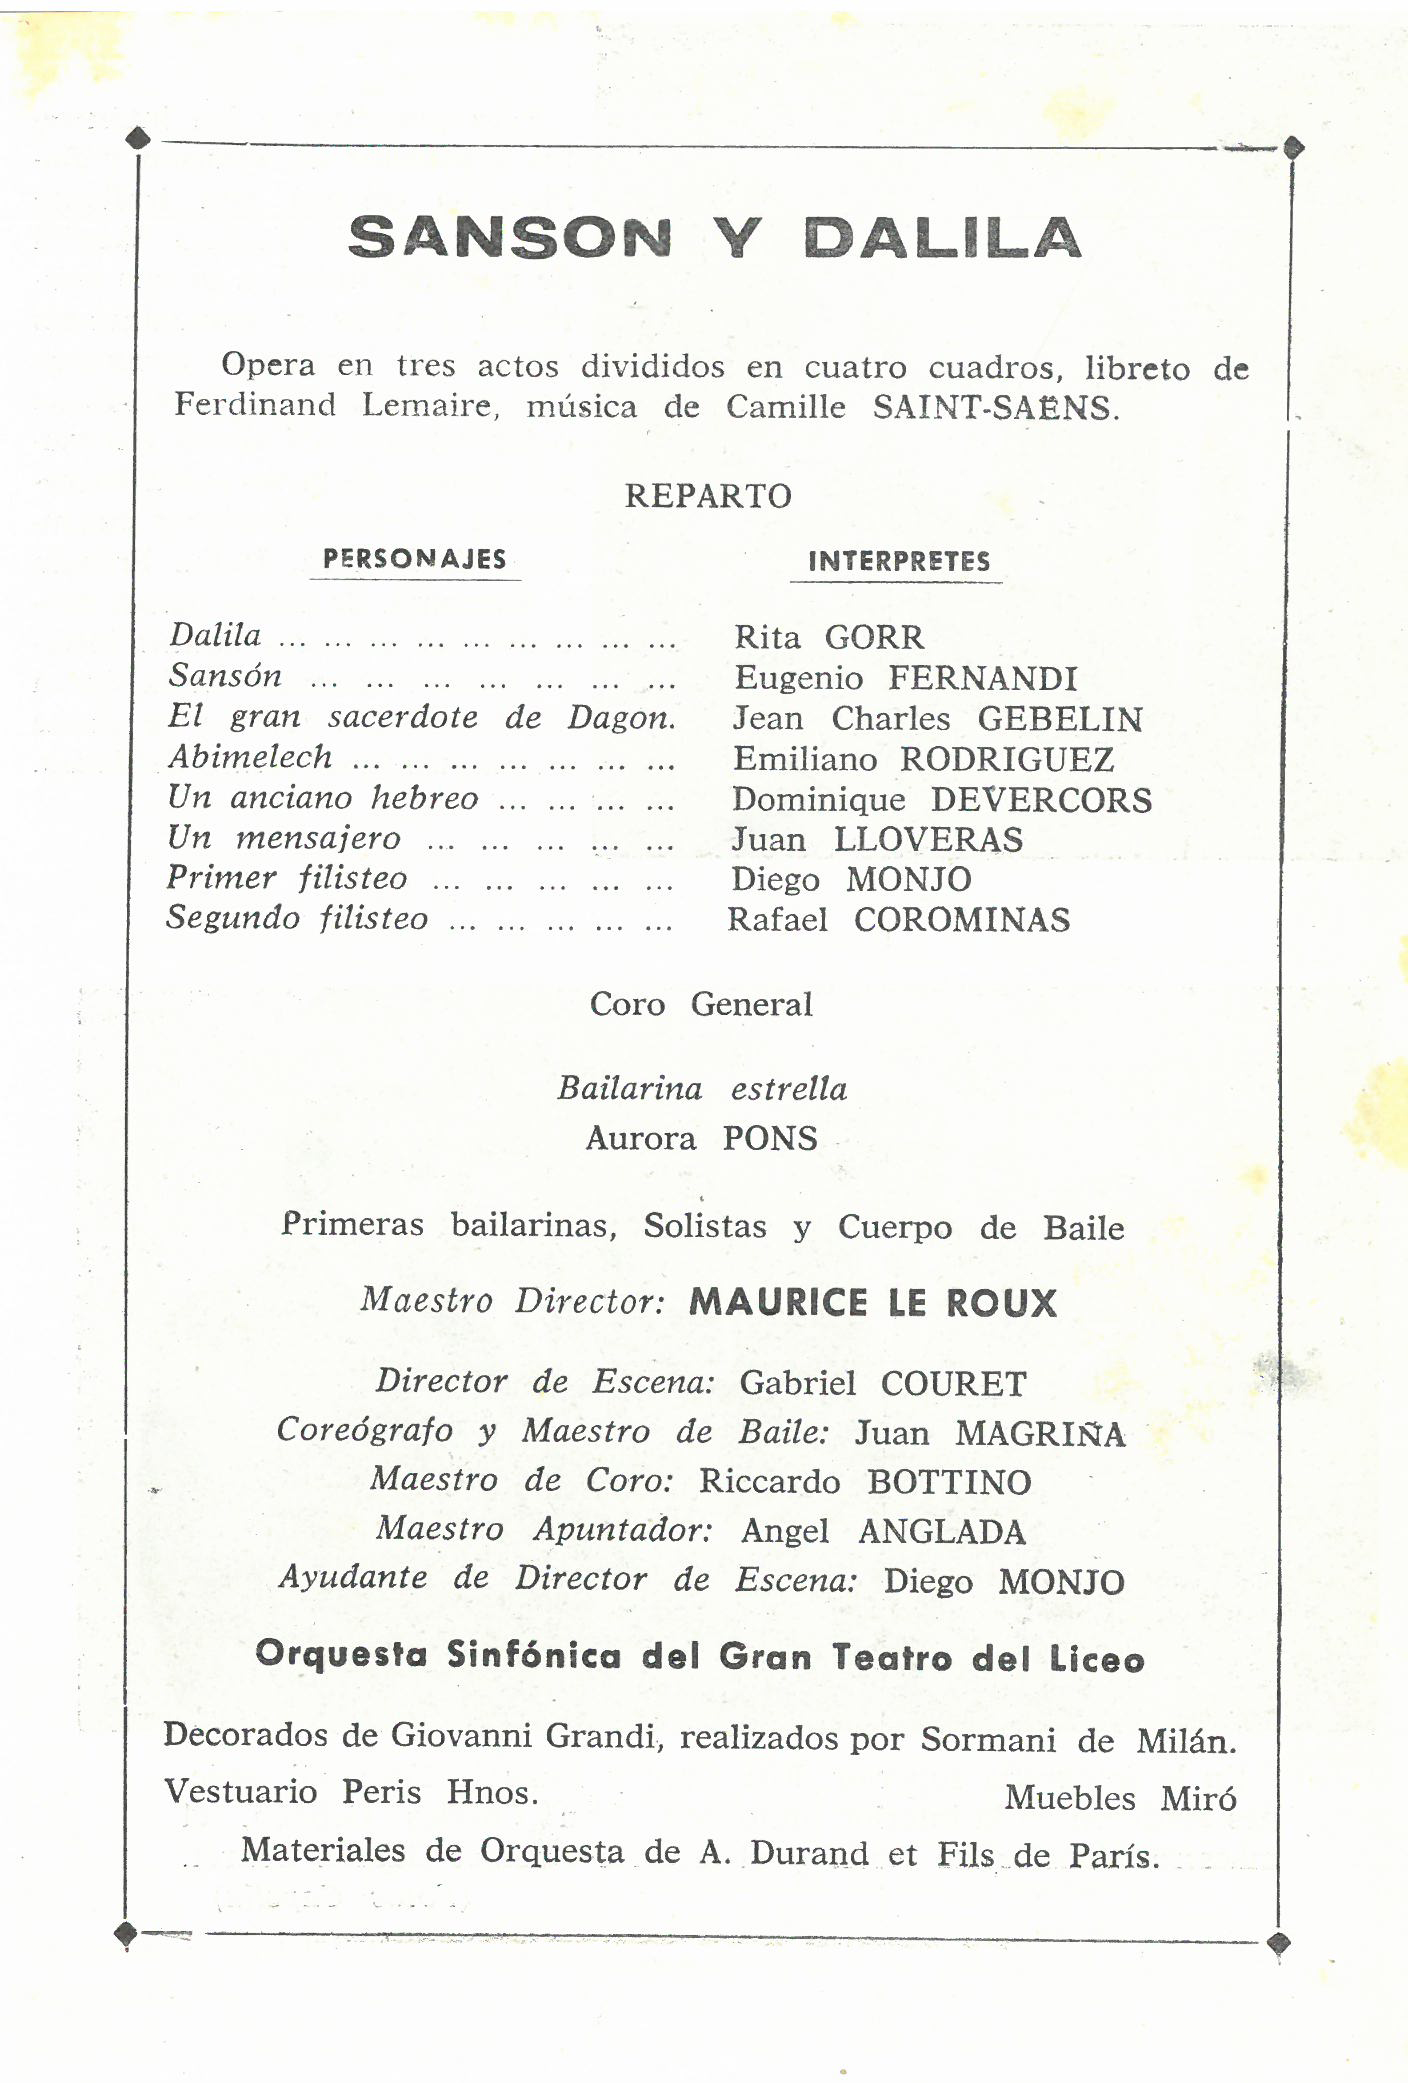 SANSON Y DALILA
Opera en tres actos divididos en cuatro cuadros, libreto de
Ferdinand Lemaire, música de Camille SAINT-SAËNS.
REPARTO
PERSONAJES INTERPRETES
Dalila ... ... ... ... ... ... ... ... ... Rita GORR
Sansón ... ... ... ... ... ... ... Eugenio FERNANDI
El gran sacerdote de Dagon. Jean Charles GEBELIN
Abimelech ... ... ... ... ... ... ... Emiliano RODRIGUEZ
Un anciano hebreo ... ... ... ... Dominique DEVERCORS
Un mensajero ... ... ... ... ... Juan LLOVERAS
Primer filisteo ... ... ... ... ... Diego MONJO
Segundo filisteo ... ... ... ... ... Rafael COROMINAS
Coro General
Bailarina estrella
Aurora PONS
Primeras bailarinas, Solistas y Cuerpo de Baile
Maestro Director: MAURICE LE ROUX
Director de Escena: Gabriel COURET
Coreógrafo y Maestro de Baile: Juan MAGRIÑA
Maestro de Coro: Riccardo BOTTINO
Maestro Apuntador: Angel ANGLADA
Ayudante de Director de Escena: Diego MONJO
Orquesta Sinfónica del Gran Teatro del Liceo
Decorados de Giovanni Grandi, realizados por Sormani de Milán.
Vestuario Peris Hnos. Muebles Miró
Materiales de Orquesta de A. Durand et Fils de París.